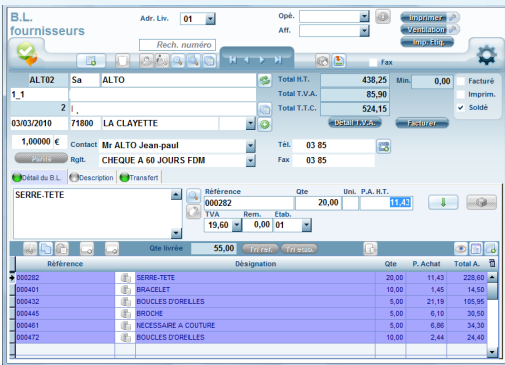 B.L. fournisseurs
Adr. Liv. 01
Opé.
Aff.
Imprimer
Ventilation
Imp. Etiq.
Rech. numéro
Fax
ALT02 Sa ALTO
Total H.T. 438,25 Min. 0,00 Facturé
1_1
Total T.V.A. 85,90 Imprim.
2
Total T.T.C. 524,15 Soldé
03/03/2010 71800 LA CLAYETTE
Détail T.V.A. Facturer
1,00000 € Contact Mr ALTO Jean-paul Tél. 03 85
Parité Rglt. CHEQUE A 60 JOURS FDM Fax 03 85
Détail du B.L. Description Transfert
SERRE-TETE
Référence Qte Uni. P.A. H.T.
000282 20,00 11,43
TVA Rem. Etab.
19,60 0,00 01
Qte livrée 55,00 Tri ref. Tri etab.
Référence Désignation Qte P. Achat Total A.
000282 SERRE-TETE 20,00 11,43 228,60
000401 BRACELET 10,00 1,45 14,50
000432 BOUCLES D'OREILLES 5,00 21,19 105,95
000445 BROCHE 5,00 6,10 30,50
000461 NECESSAIRE A COUTURE 5,00 6,86 34,30
000472 BOUCLES D'OREILLES 10,00 2,44 24,40